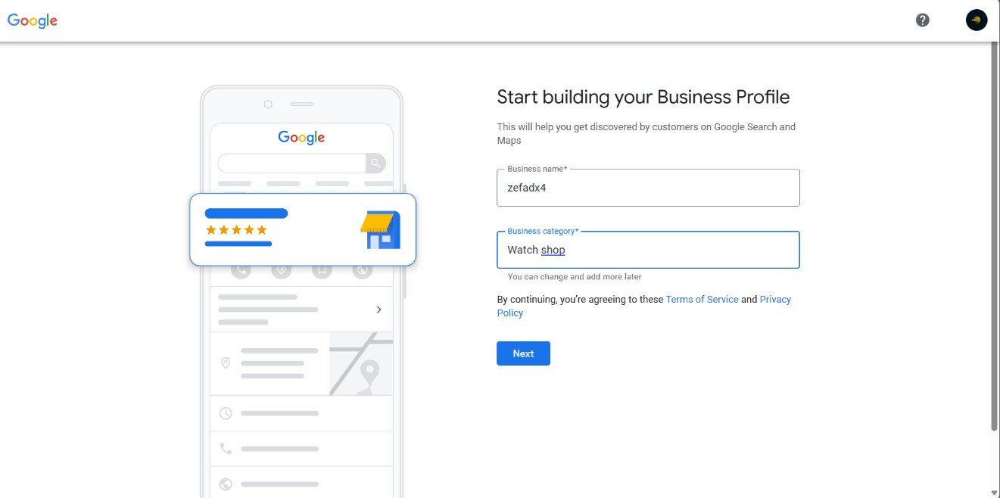 Google
Start building your Business Profile
This will help you get discovered by customers on Google Search and
Maps
Google
Business name*
zefadx4
Business category*
Watch shop
You can change and add more later
By continuing, you’re agreeing to these Terms of Service and Privacy
Policy
Next